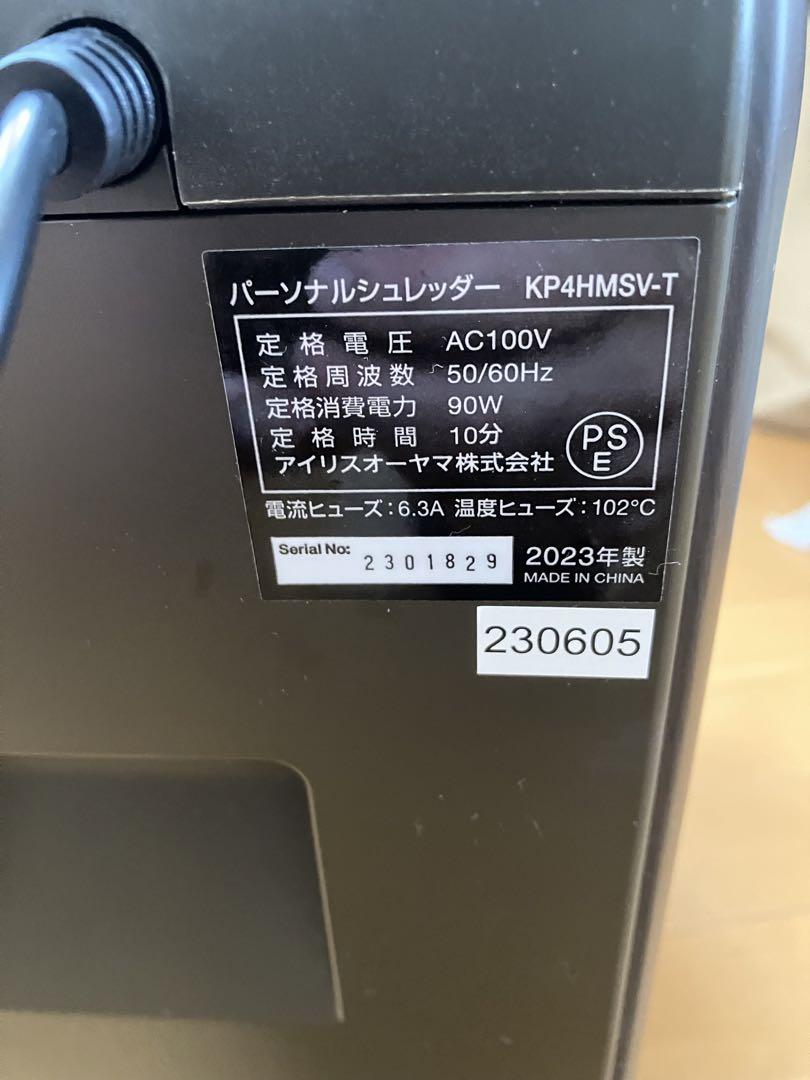 パーソナルシュレッダー KP4HMSV-T
定格電圧 AC100V
定格周波数 50/60Hz
定格消費電力 90W
定格時間 10分
アイリスオーヤマ株式会社
PS
E
電流ヒューズ:6.3A 温度ヒューズ:102℃
Serial No: 2301829
2023年製
MADE IN CHINA
230605